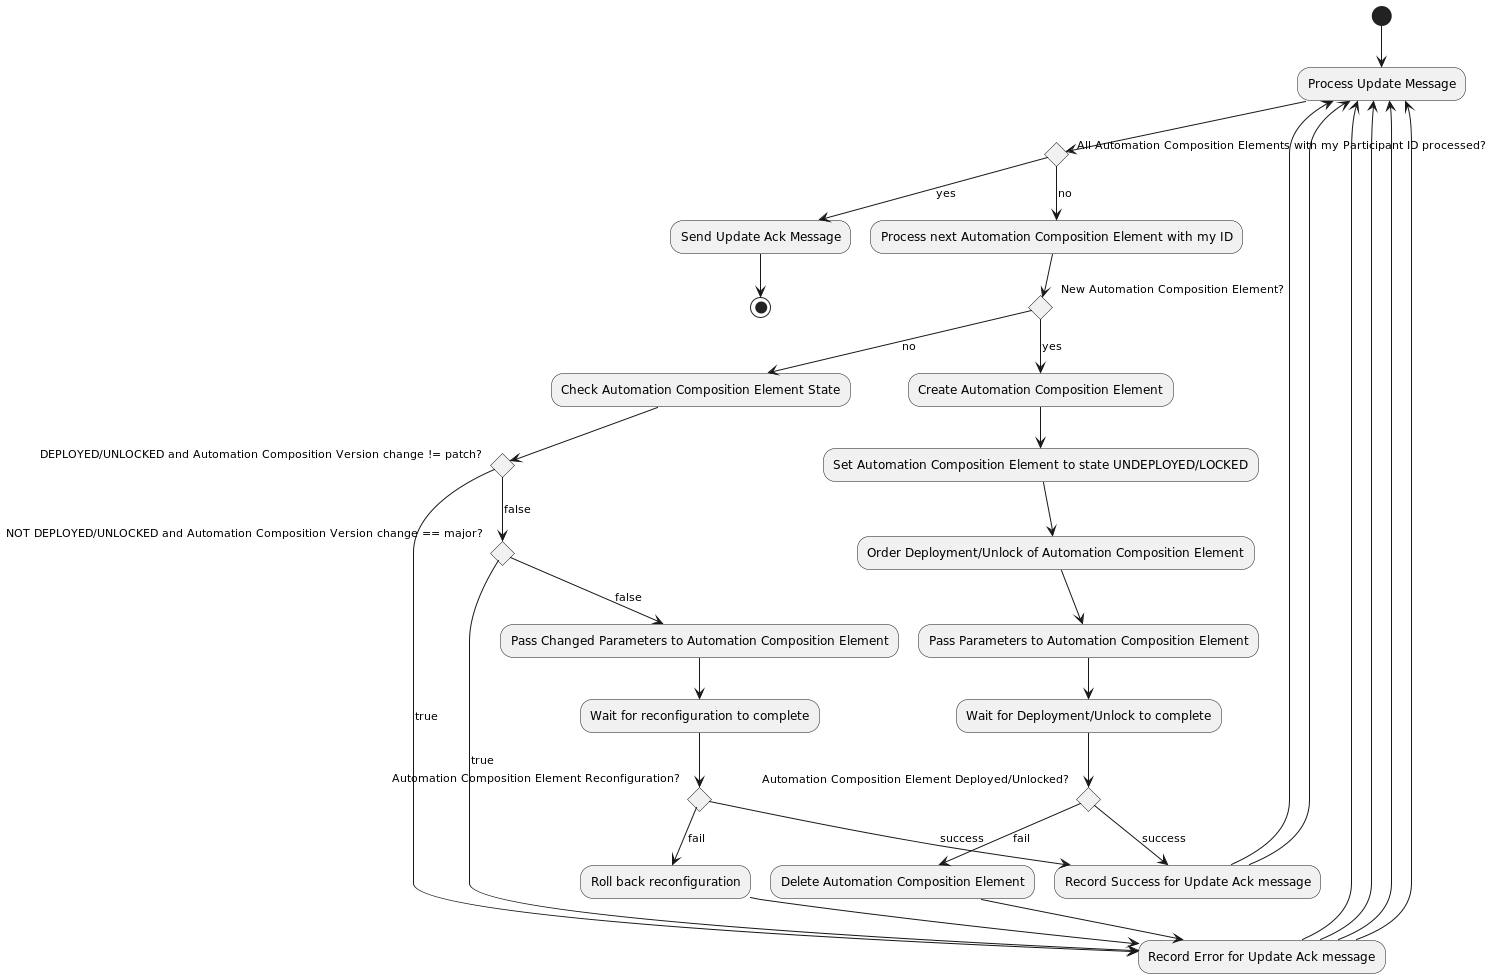 Process Update Message
All Automation Composition Elements with my Participant ID processed?
yes
no
Send Update Ack Message
Process next Automation Composition Element with my ID
New Automation Composition Element?
no
yes
Check Automation Composition Element State
Create Automation Composition Element
DEPLOYED/UNLOCKED and Automation Composition Version change != patch?
Set Automation Composition Element to state UNDEPLOYED/LOCKED
false
NOT DEPLOYED/UNLOCKED and Automation Composition Version change == major?
Order Deployment/Unlock of Automation Composition Element
false
Pass Changed Parameters to Automation Composition Element
Pass Parameters to Automation Composition Element
true
Wait for reconfiguration to complete
Wait for Deployment/Unlock to complete
true
Automation Composition Element Reconfiguration?
Automation Composition Element Deployed/Unlocked?
fail
success
fail
success
Roll back reconfiguration
Delete Automation Composition Element
Record Success for Update Ack message
Record Error for Update Ack message